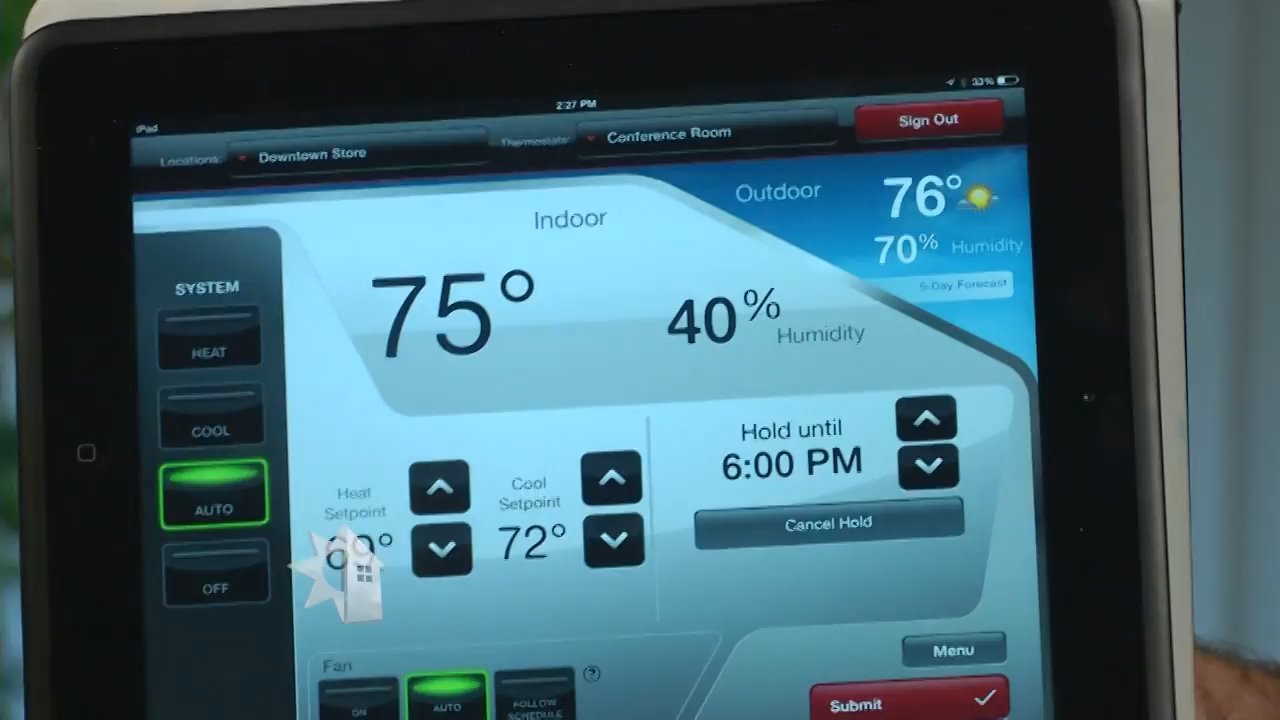 2:27 PM
33%
iPad
Locations:
Downtown Store
Thermostats:
Conference Room
Sign Out
Outdoor
76°
70% Humidity
5-Day Forecast
Indoor
75°
40%
Humidity
SYSTEM
HEAT
COOL
AUTO
OFF
Heat
Setpoint
Cool
Setpoint
72°
Hold until
6:00 PM
Cancel Hold
Fan
ON
AUTO
FOLLOW
SCHEDULE
?
Menu
Submit